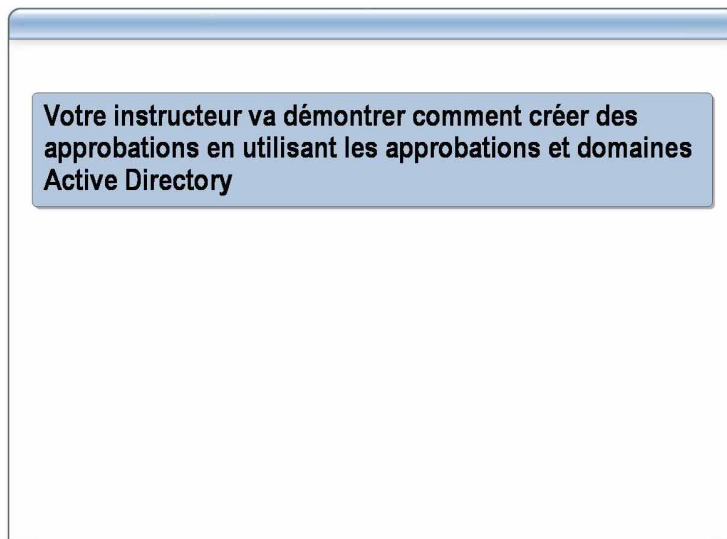 Votre instructeur va démontrer comment créer des
approbations en utilisant les approbations et domaines
Active Directory